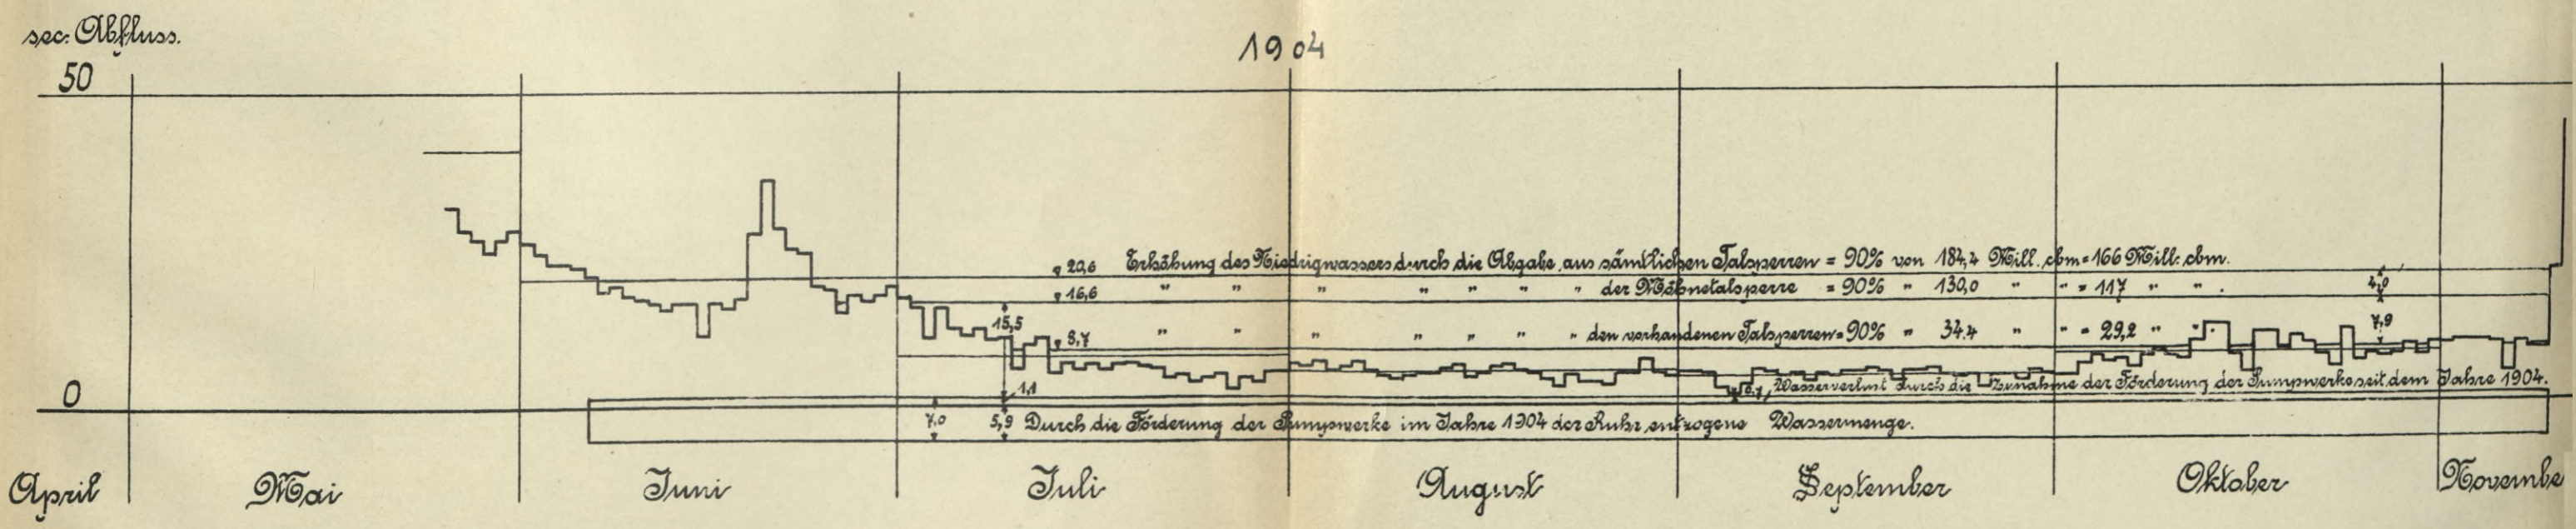 sec. Abfluss.
1904
50
20,6 Erhöhung des Niedrigwassers durch die Abgabe aus sämtlichen Talsperren = 90% von 184,4 Mill. cbm = 166 Mill. cbm.
16,6 " " " " " " " der Möhnetalsperre = 90% " 130,0 " " = 117 " " .
4,0
15,5
8,7 " " " " " " " den vorhandenen Talsperren = 90% " 34.4 " " = 29,2 " " .
7,9
0
1,1
0,7, Wasserverlust durch die Zunahme der Förderung der Pumpwerke seit dem Jahre 1904.
7,0
5,9 Durch die Förderung der Pumpwerke im Jahre 1904 der Ruhr entzogene Wassermenge.
April Mai Juni Juli August September Oktober Novembe